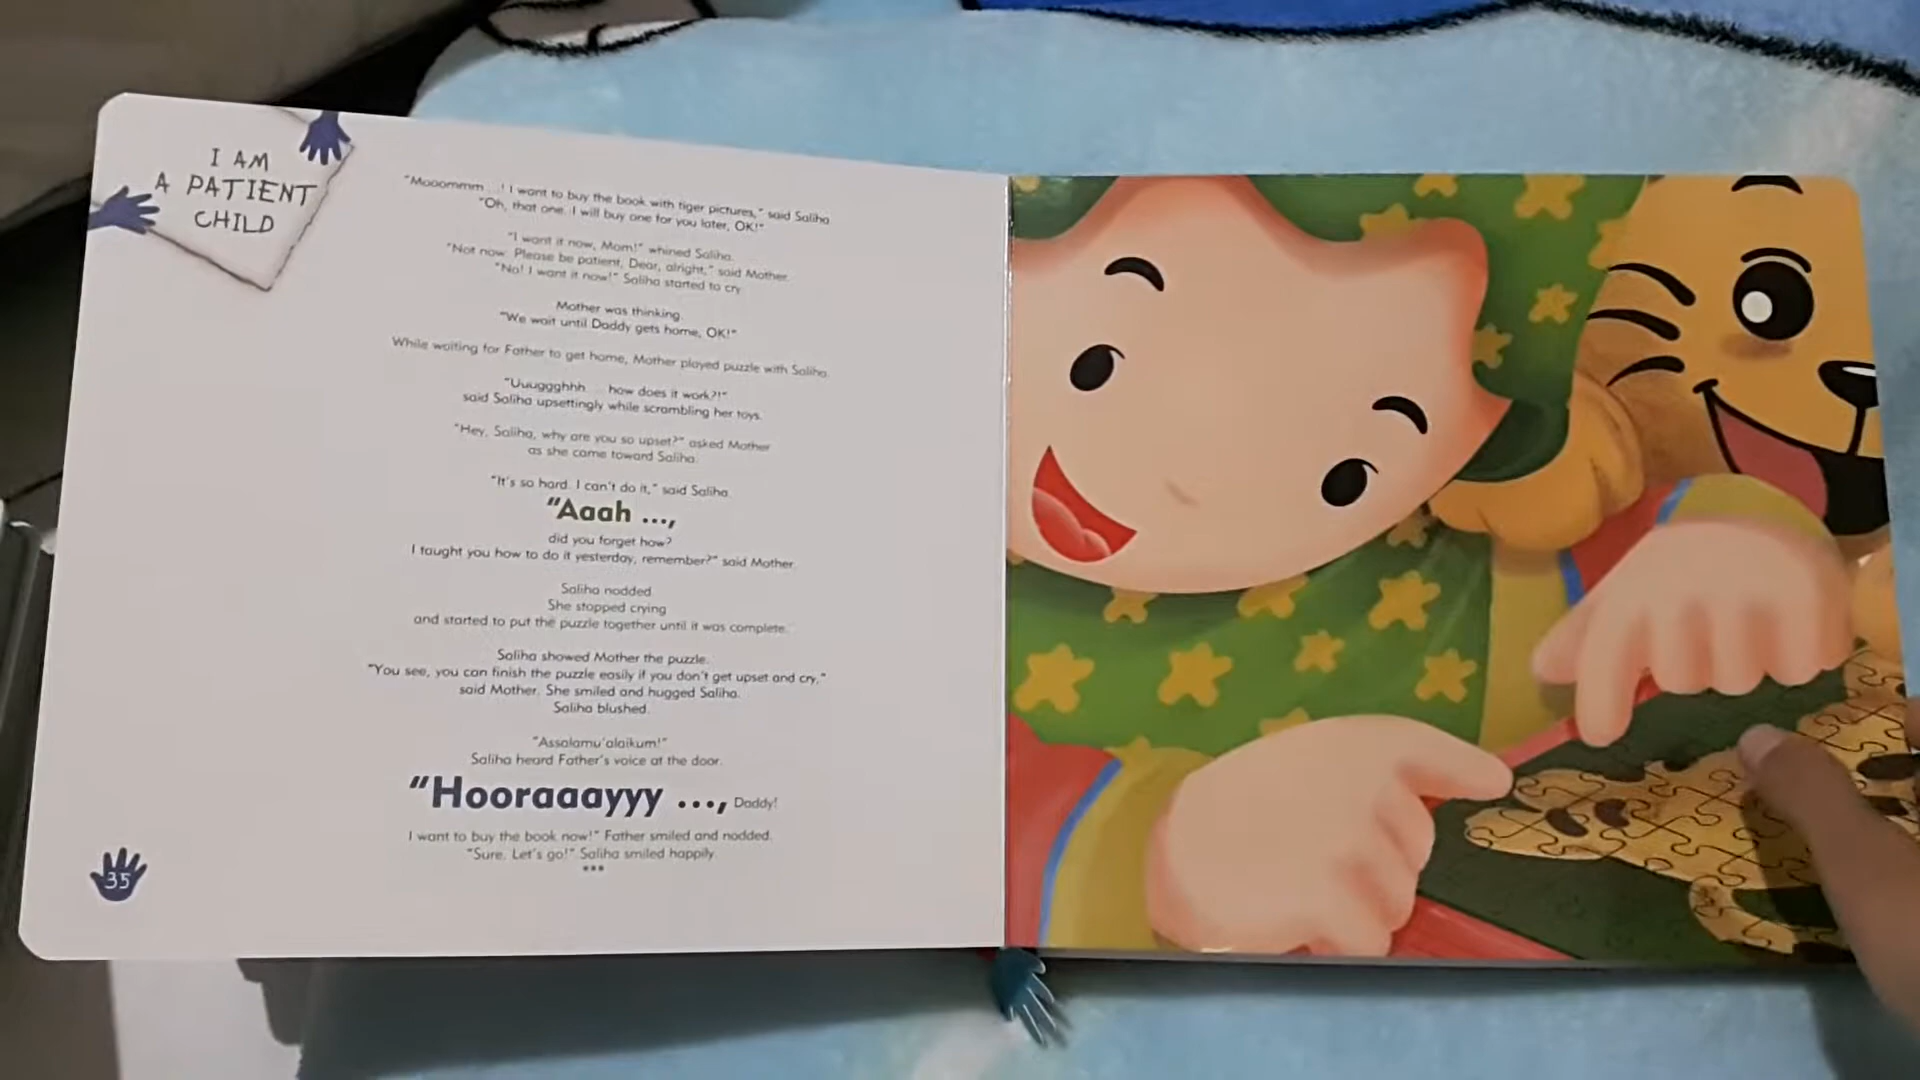 I AM
A PATIENT
CHILD
"Mooommm ...! I want to buy the book with tiger pictures," said Saliha.
"Oh, that one. I will buy one for you later, OK!"
"I want it now, Mom!" whined Saliha.
"Not now. Please be patient, Dear, alright," said Mother.
"No! I want it now!" Saliha started to cry.
Mother was thinking.
"We wait until Daddy gets home, OK!"
While waiting for Father to get home, Mother played puzzle with Saliha.
"Uuuggghhh ... how does it work?!"
said Saliha upsettingly while scrambling her toys.
"Hey, Saliha, why are you so upset?" asked Mother
as she came toward Saliha.
"It's so hard. I can't do it," said Saliha.
"Aaah ...,
did you forget how?
I taught you how to do it yesterday, remember?" said Mother.
Saliha nodded.
She stopped crying
and started to put the puzzle together until it was complete.
Saliha showed Mother the puzzle.
"You see, you can finish the puzzle easily if you don't get upset and cry,"
said Mother. She smiled and hugged Saliha.
Saliha blushed.
"Assalamu'alaikum!"
Saliha heard Father's voice at the door.
"Hooraaayyy ..., Daddy!
I want to buy the book now!" Father smiled and nodded.
"Sure. Let's go!" Saliha smiled happily.
***
35